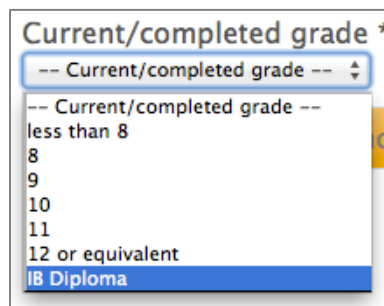 Current/completed grade *
-- Current/completed grade --
-- Current/completed grade --
less than 8
8
9
10
11
12 or equivalent
IB Diploma